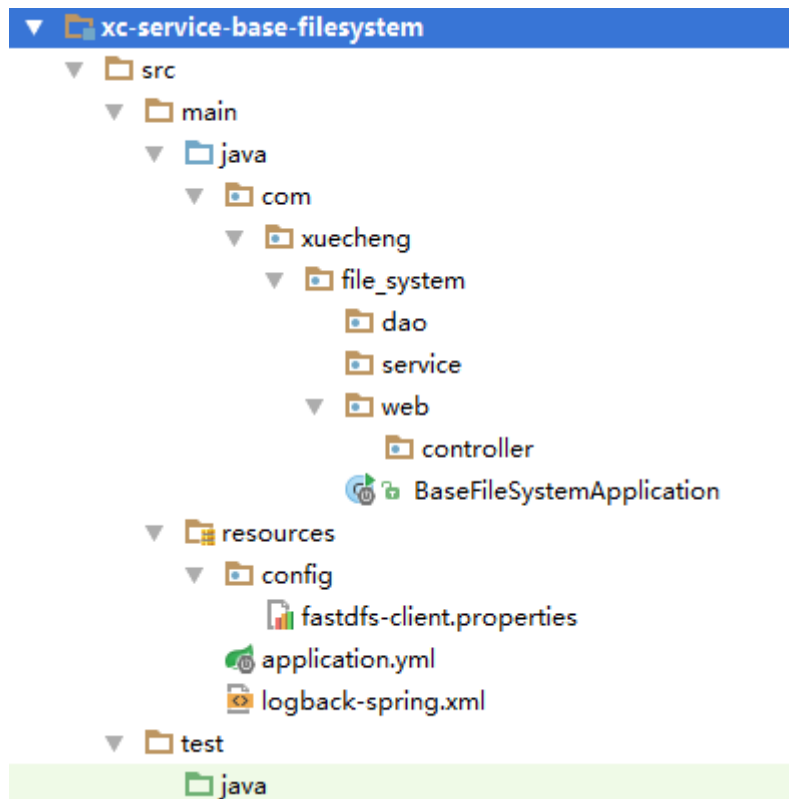 xc-service-base-filesystem
src
main
java
com
xuecheng
file_system
dao
service
web
controller
BaseFileSystemApplication
resources
config
fastdfs-client.properties
application.yml
logback-spring.xml
test
java